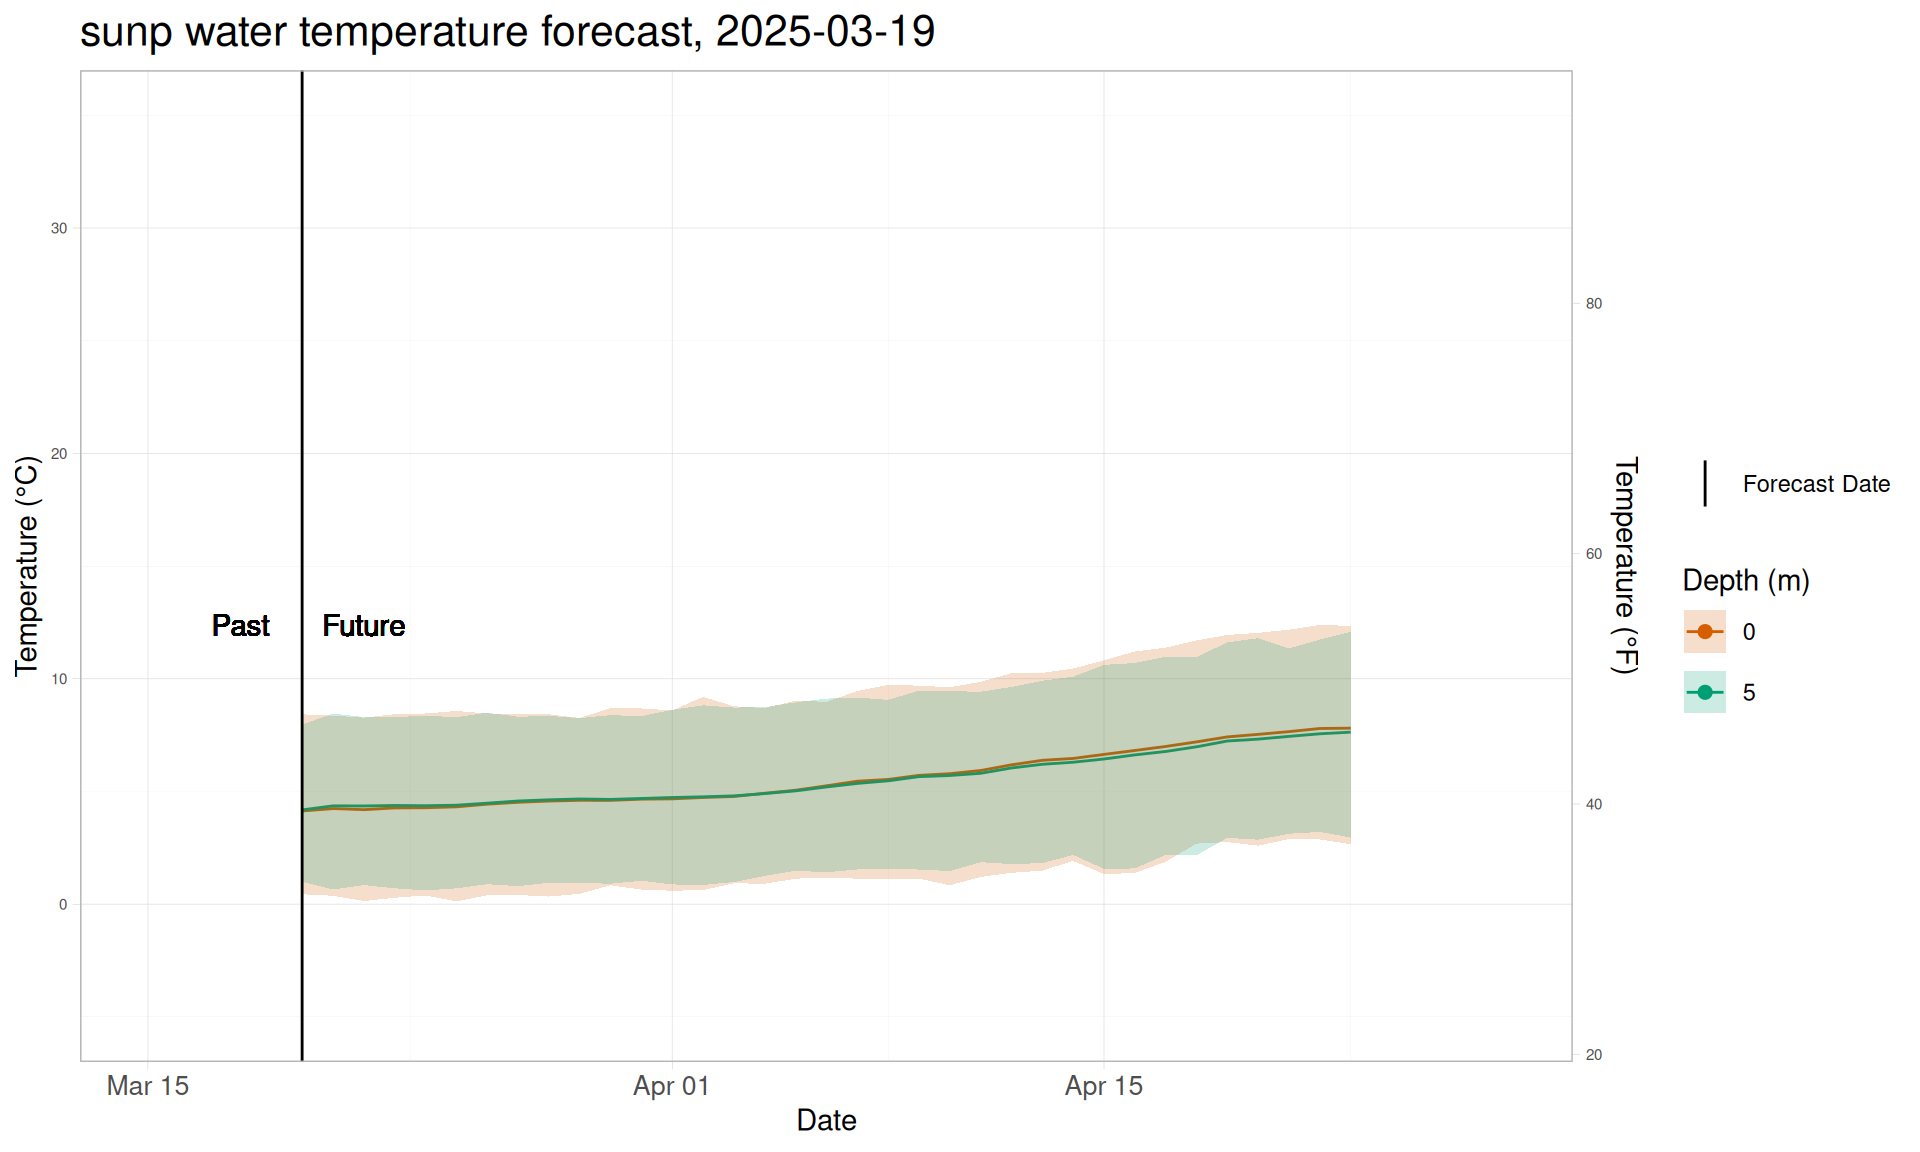 sunp water temperature forecast, 2025-03-19
Temperature (°C)
30
20
10
0
Past
Future
80
60
40
20
Temperature (°F)
Mar 15
Apr 01
Apr 15
Date
Forecast Date
Depth (m)
0
5